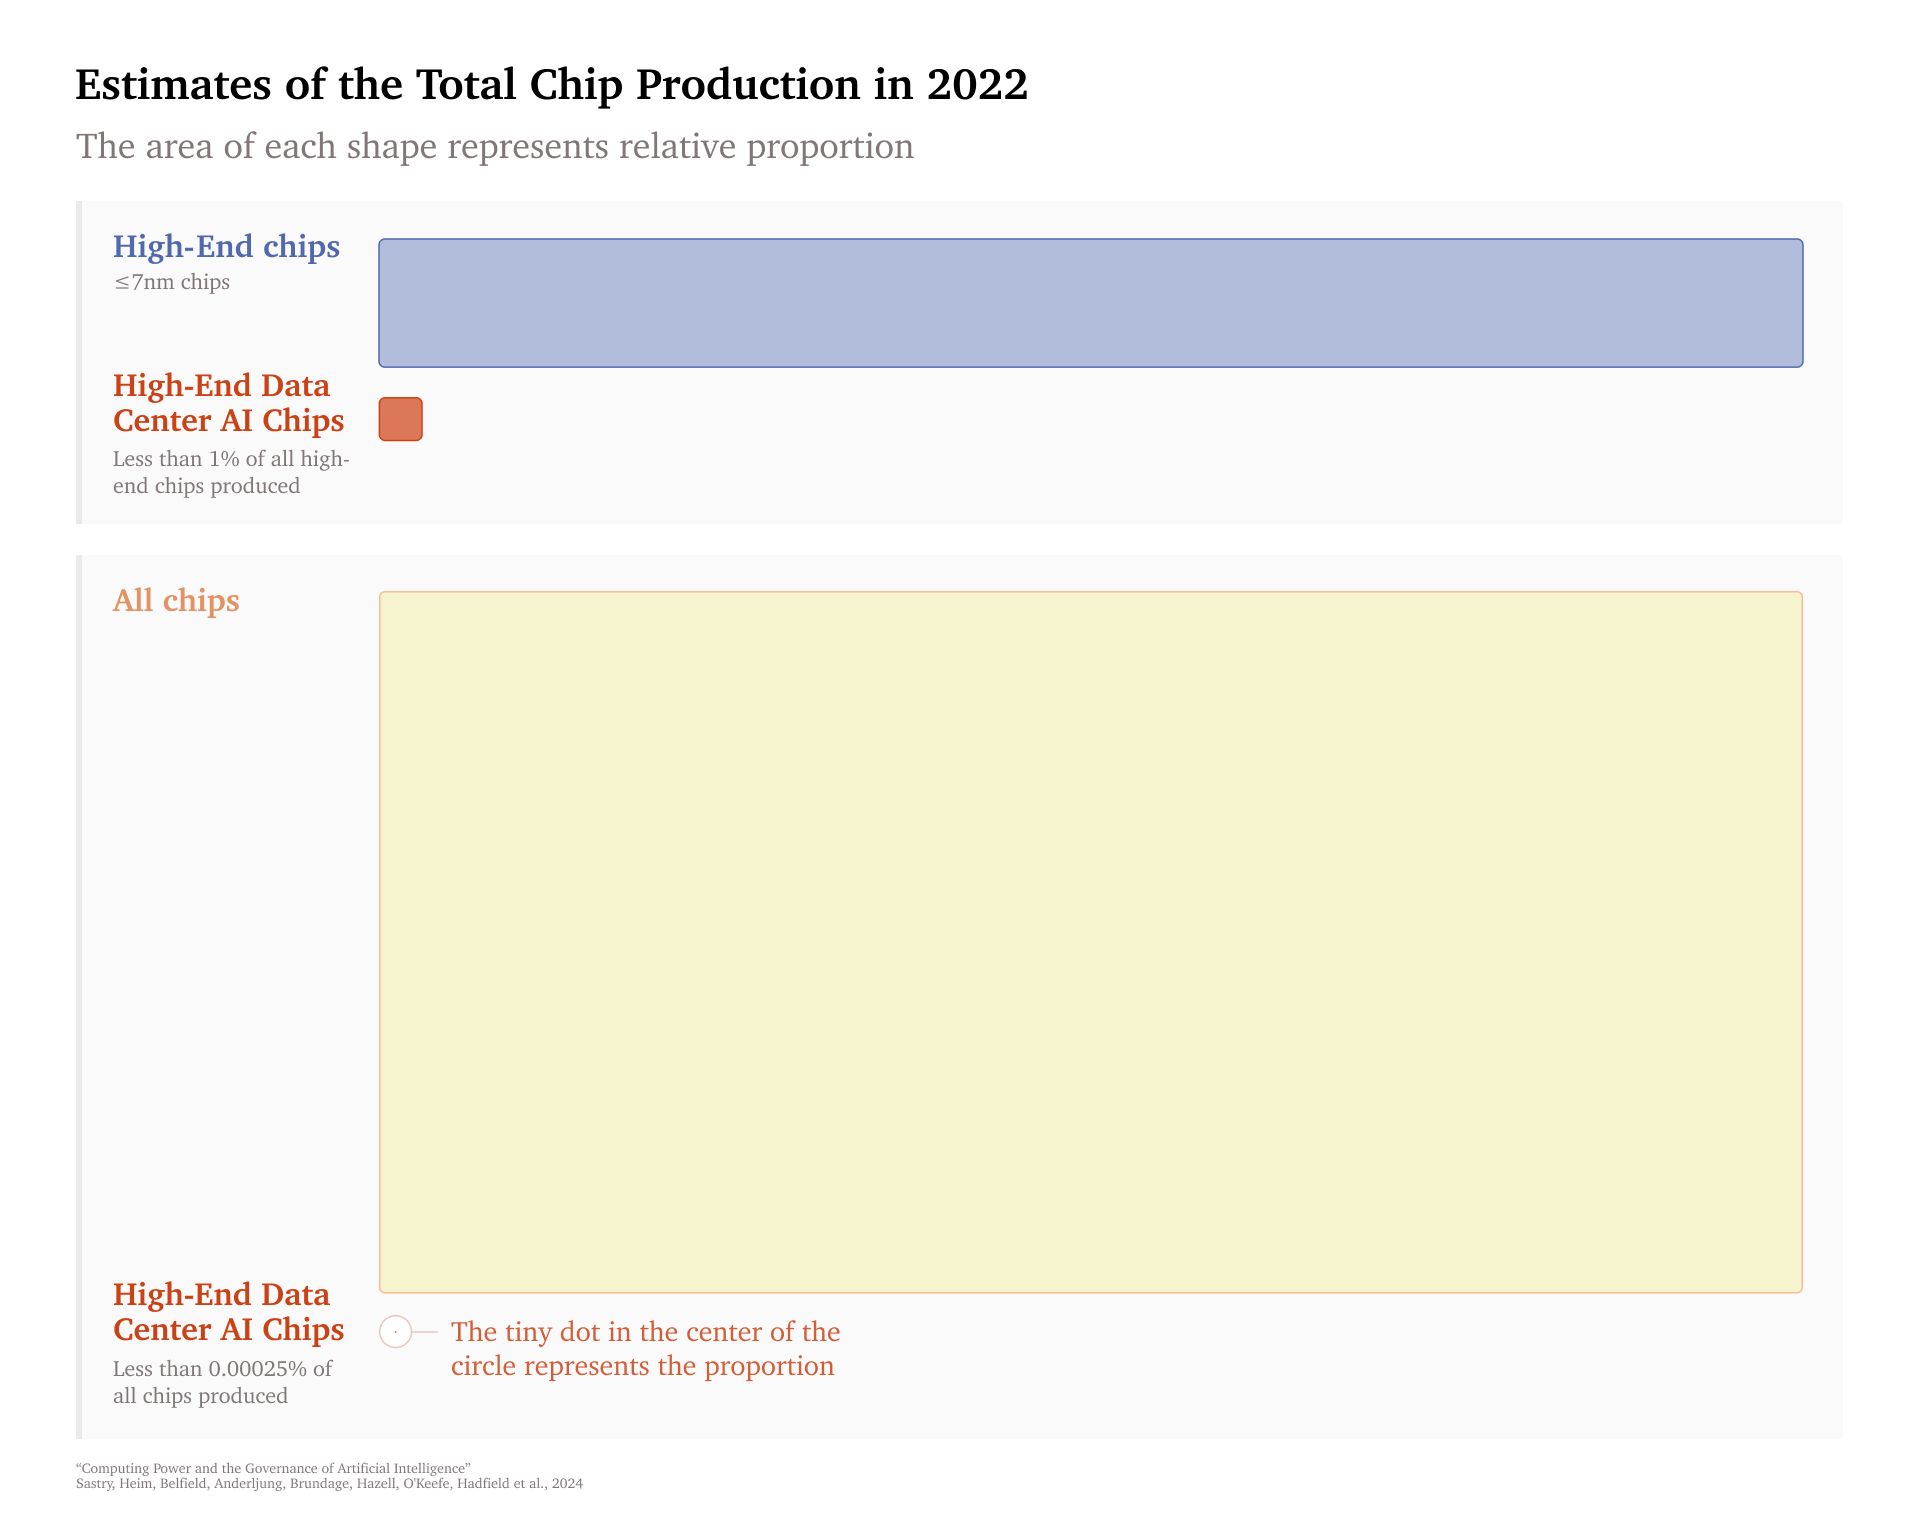 Estimates of the Total Chip Production in 2022
The area of each shape represents relative proportion
High-End chips
≤7nm chips
High-End Data
Center AI Chips
Less than 1% of all high-
end chips produced
All chips
High-End Data
Center AI Chips
Less than 0.00025% of
all chips produced
The tiny dot in the center of the
circle represents the proportion
“Computing Power and the Governance of Artificial Intelligence”
Sastry, Heim, Belfield, Anderljung, Brundage, Hazell, O'Keefe, Hadfield et al., 2024